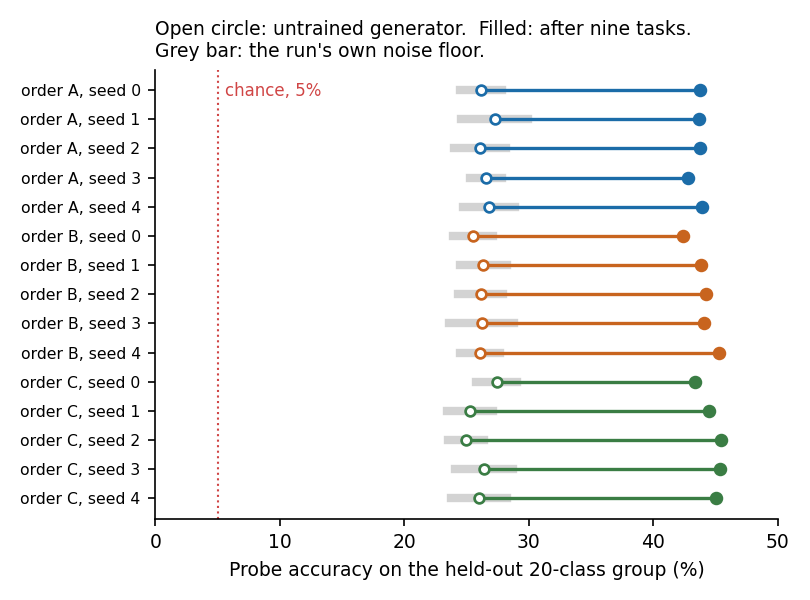 Open circle: untrained generator.  Filled: after nine tasks.
Grey bar: the run's own noise floor.
chance, 5%
order A, seed 0
order A, seed 1
order A, seed 2
order A, seed 3
order A, seed 4
order B, seed 0
order B, seed 1
order B, seed 2
order B, seed 3
order B, seed 4
order C, seed 0
order C, seed 1
order C, seed 2
order C, seed 3
order C, seed 4
0 10 20 30 40 50
Probe accuracy on the held-out 20-class group (%)